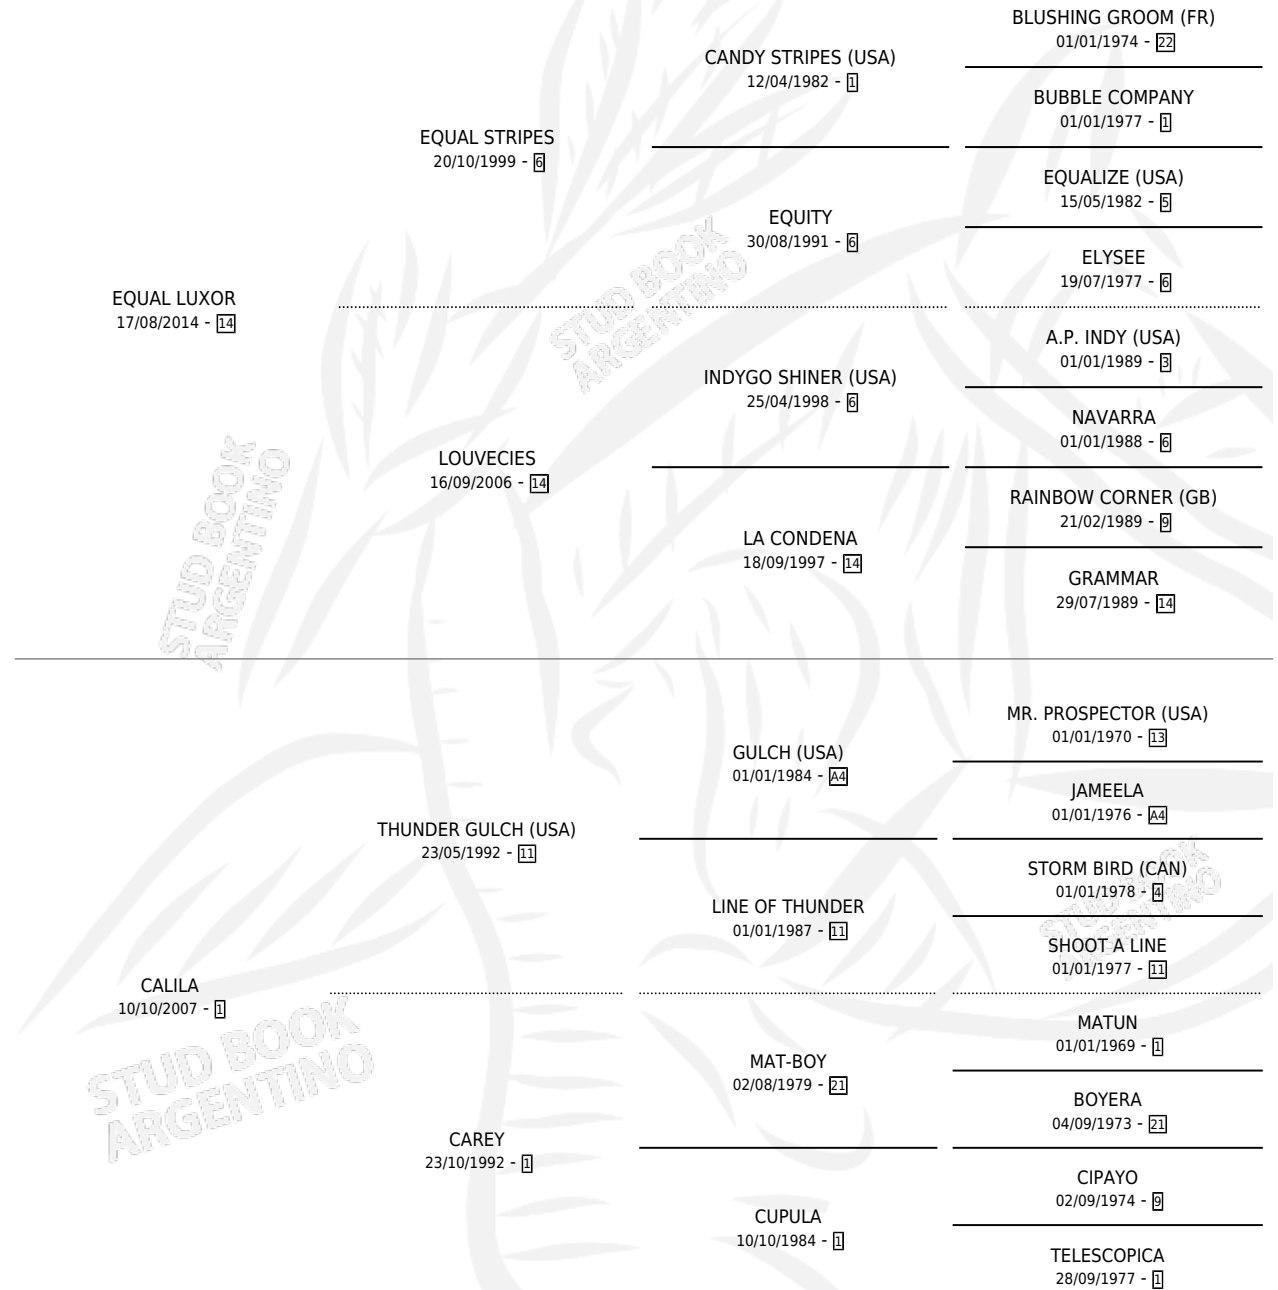 BLUSHING GROOM (FR)
01/01/1974 - 22
CANDY STRIPES (USA)
12/04/1982 - 1
BUBBLE COMPANY
01/01/1977 - 1
EQUAL STRIPES
20/10/1999 - 6
EQUALIZE (USA)
15/05/1982 - 5
EQUITY
30/08/1991 - 6
ELYSEE
19/07/1977 - 6
EQUAL LUXOR
17/08/2014 - 14
A.P. INDY (USA)
01/01/1989 - 3
INDYGO SHINER (USA)
25/04/1998 - 6
NAVARRA
01/01/1988 - 6
LOUVECIES
16/09/2006 - 14
RAINBOW CORNER (GB)
21/02/1989 - 9
LA CONDENA
18/09/1997 - 14
GRAMMAR
29/07/1989 - 14
MR. PROSPECTOR (USA)
01/01/1970 - 13
GULCH (USA)
01/01/1984 - A4
JAMEELA
01/01/1976 - A4
THUNDER GULCH (USA)
23/05/1992 - 11
STORM BIRD (CAN)
01/01/1978 - 4
LINE OF THUNDER
01/01/1987 - 11
SHOOT A LINE
01/01/1977 - 11
CALILA
10/10/2007 - 1
MATUN
01/01/1969 - 1
MAT-BOY
02/08/1979 - 21
BOYERA
04/09/1973 - 21
CAREY
23/10/1992 - 1
CIPAYO
02/09/1974 - 9
CUPULA
10/10/1984 - 1
TELESCOPICA
28/09/1977 - 1
STUD BOOK
ARGENTINO
STUD BOOK
ARGENTINO
STUD BOOK
ARGENTINO
STUD BOOK
ARGENTINO